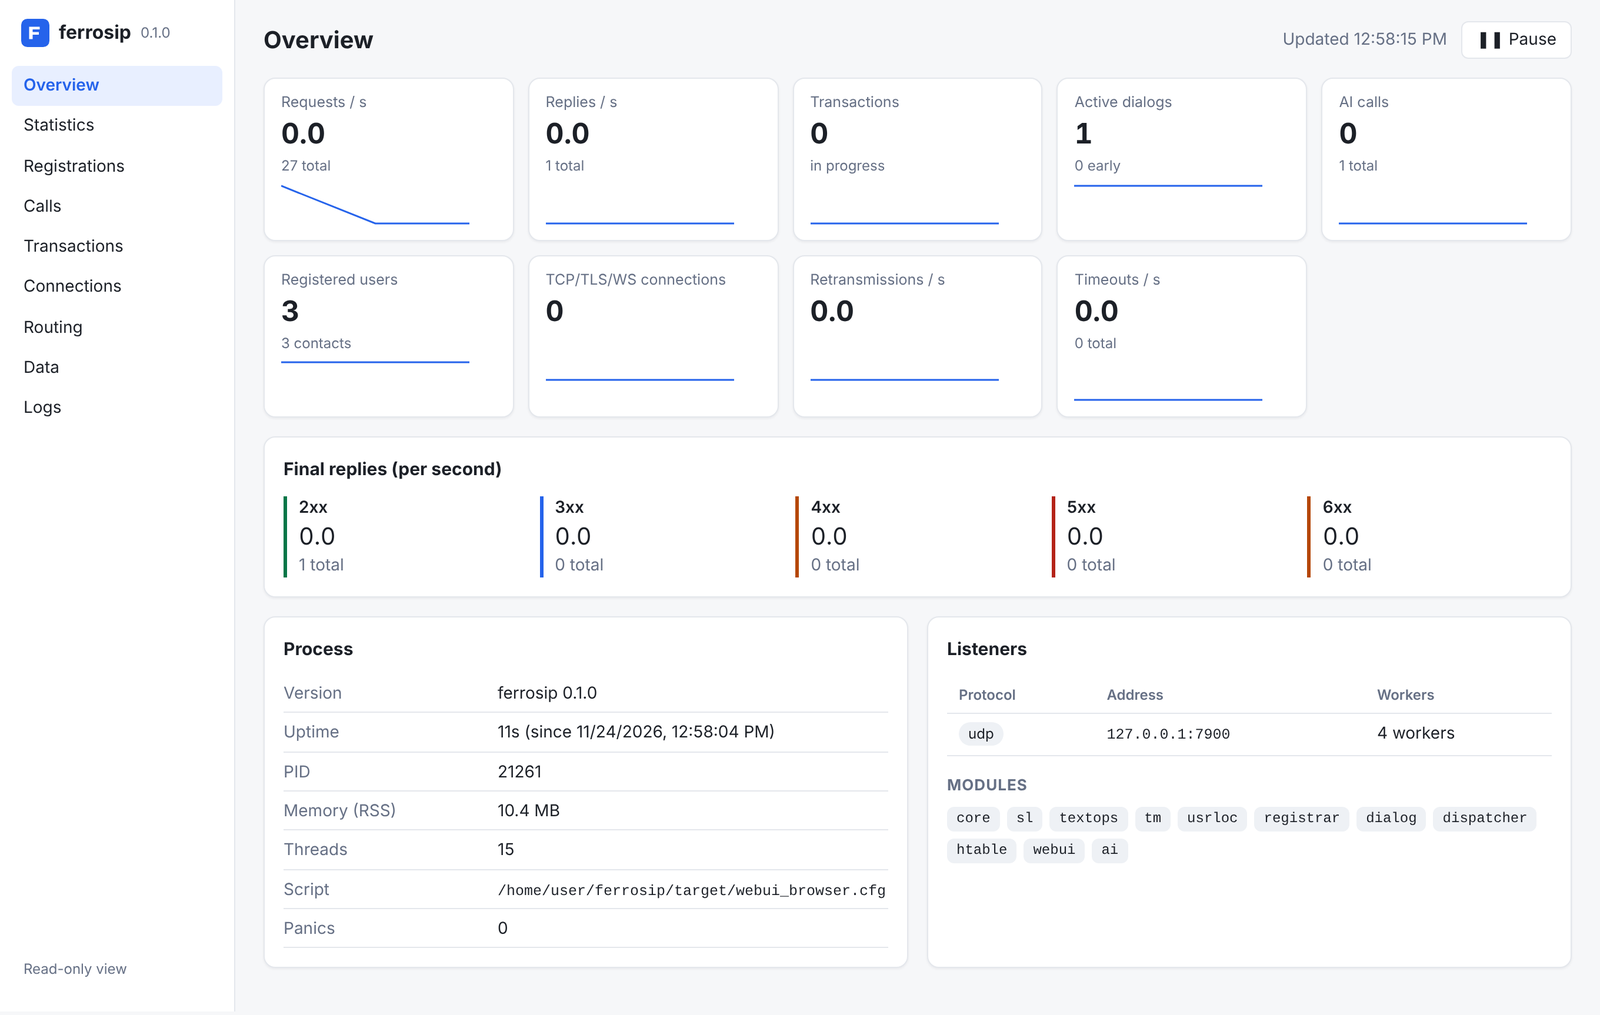 F ferrosip 0.1.0
Overview
Statistics
Registrations
Calls
Transactions
Connections
Routing
Data
Logs
Read-only view
Overview
Updated 12:58:15 PM
❚❚ Pause
Requests / s
0.0
27 total
Replies / s
0.0
1 total
Transactions
0
in progress
Active dialogs
1
0 early
AI calls
0
1 total
Registered users
3
3 contacts
TCP/TLS/WS connections
0
Retransmissions / s
0.0
Timeouts / s
0.0
0 total
Final replies (per second)
2xx
0.0
1 total
3xx
0.0
0 total
4xx
0.0
0 total
5xx
0.0
0 total
6xx
0.0
0 total
Process
Version ferrosip 0.1.0
Uptime 11s (since 11/24/2026, 12:58:04 PM)
PID 21261
Memory (RSS) 10.4 MB
Threads 15
Script /home/user/ferrosip/target/webui_browser.cfg
Panics 0
Listeners
Protocol Address Workers
udp 127.0.0.1:7900 4 workers
MODULES
core sl textops tm usrloc registrar dialog dispatcher
htable webui ai